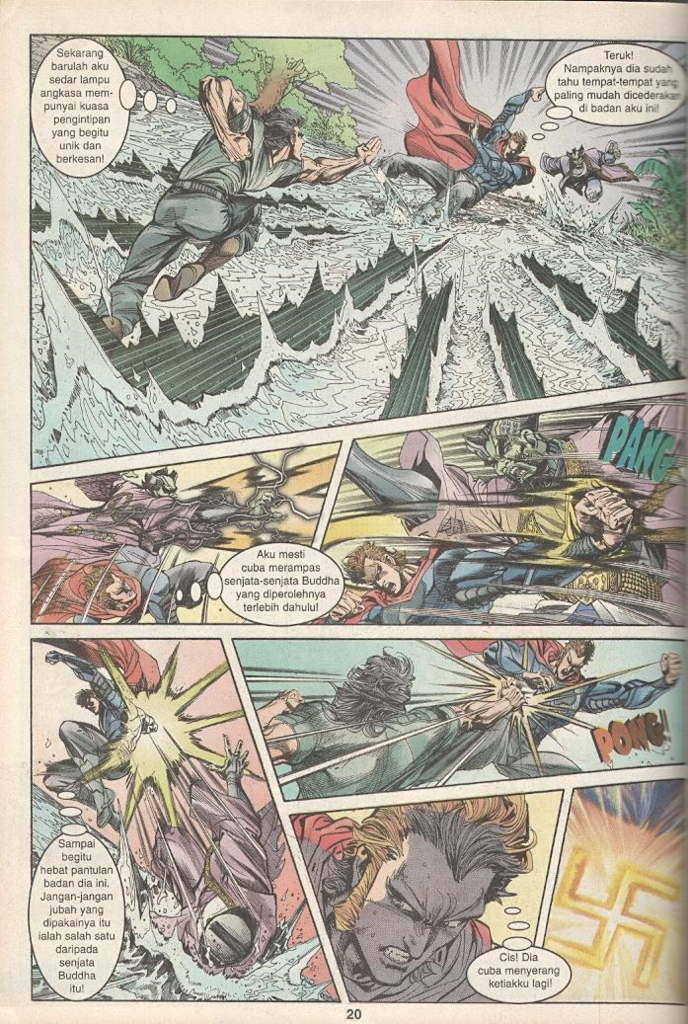 Sekarang
barulah aku
sedar lampu
angkasa mem-
punyai kuasa
pengintipan
yang begitu
unik dan
berkesan!
Teruk!
Nampaknya dia sudah
tahu tempat-tempat yang
paling mudah dicederakan
di badan aku ini!
Aku mesti
cuba merampas
senjata-senjata Buddha
yang diperolehnya
terlebih dahulu!
PANG
Sampai
begitu
hebat pantulan
badan dia ini.
Jangan-jangan
jubah yang
dipakainya itu
ialah salah satu
daripada
senjata
Buddha
itu!
PONG!
Cis! Dia
cuba menyerang
ketiakku lagi!
20